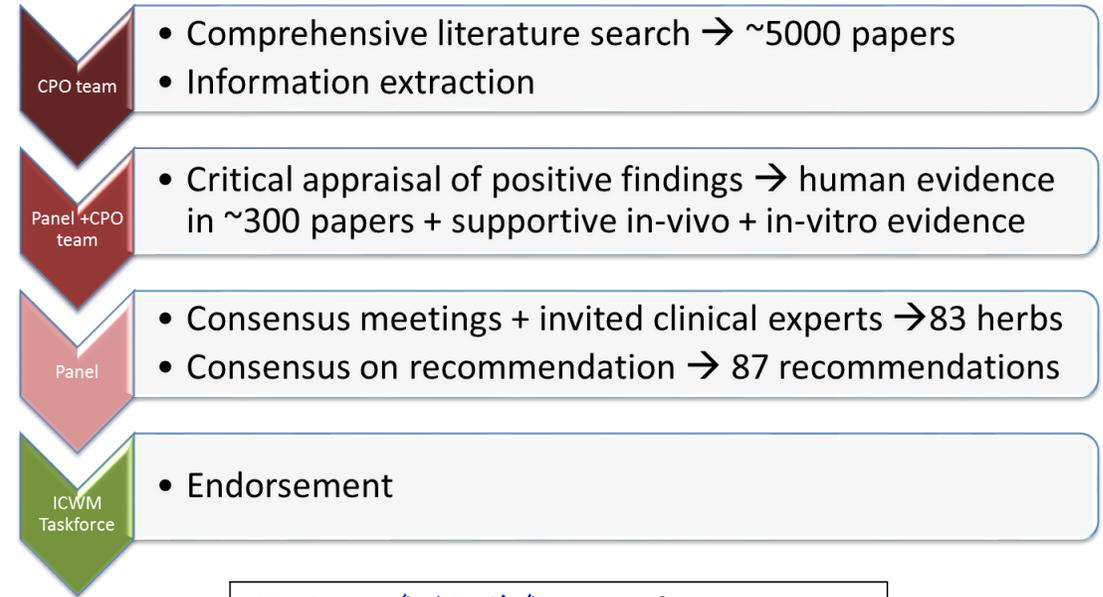 CPO team
• Comprehensive literature search → ~5000 papers
• Information extraction
Panel +CPO
team
• Critical appraisal of positive findings → human evidence
in ~300 papers + supportive in-vivo + in-vitro evidence
Panel
• Consensus meetings + invited clinical experts →83 herbs
• Consensus on recommendation → 87 recommendations
ICWM
Taskforce
• Endorsement